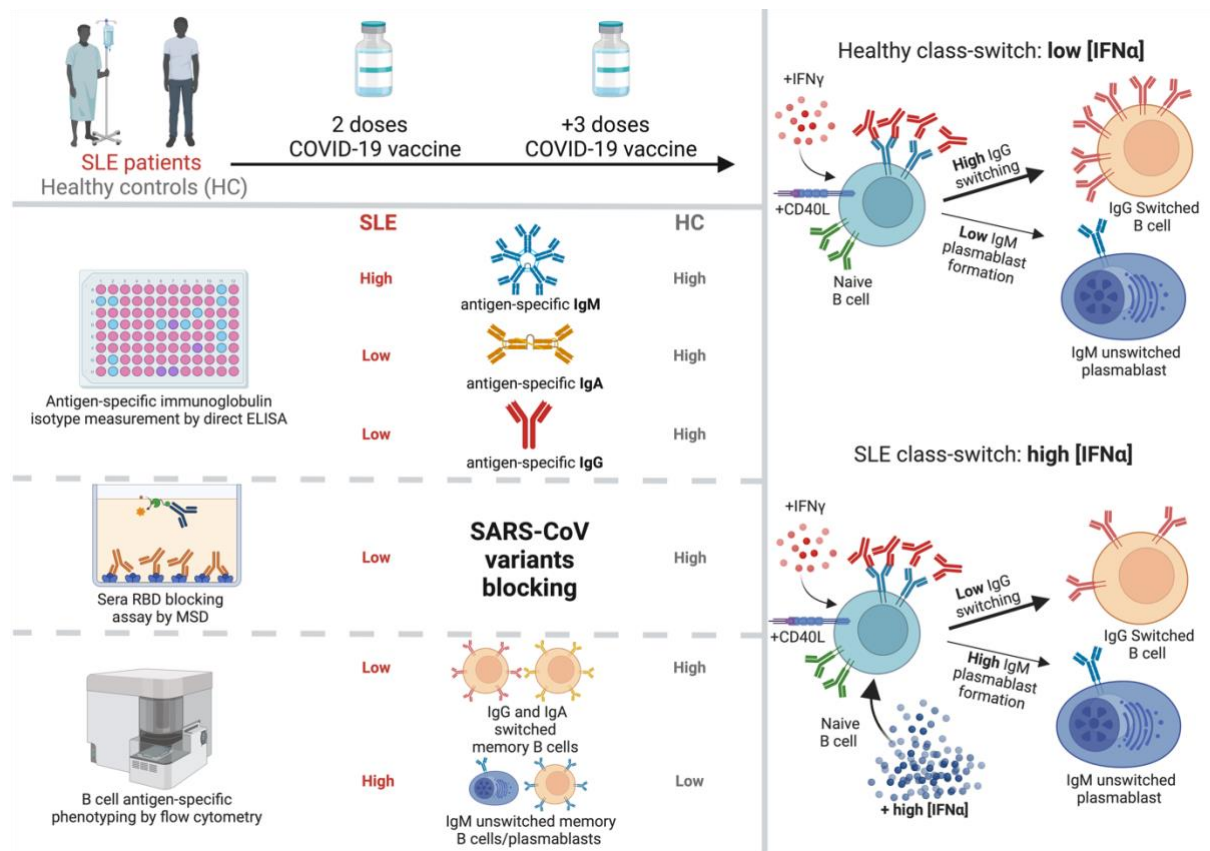 SLE patients
Healthy controls (HC)
2 doses
COVID-19 vaccine
+3 doses
COVID-19 vaccine
SLE
HC
High
antigen-specific IgM
High
Low
antigen-specific IgA
High
Low
antigen-specific IgG
High
Antigen-specific immunoglobulin
isotype measurement by direct ELISA
Sera RBD blocking
assay by MSD
Low
SARS-CoV
variants
blocking
High
B cell antigen-specific
phenotyping by flow cytometry
Low
IgG and IgA
switched
memory B cells
High
High
IgM unswitched memory
B cells/plasmablasts
Low
Healthy class-switch: low [IFNα]
+IFNγ
+CD40L
Naive
B cell
High IgG
switching
Low IgM
plasmablast
formation
IgG Switched
B cell
IgM unswitched
plasmablast
SLE class-switch: high [IFNα]
+IFNγ
+CD40L
Naive
B cell
+ high [IFNα]
Low IgG
switching
High IgM
plasmablast
formation
IgG Switched
B cell
IgM unswitched
plasmablast